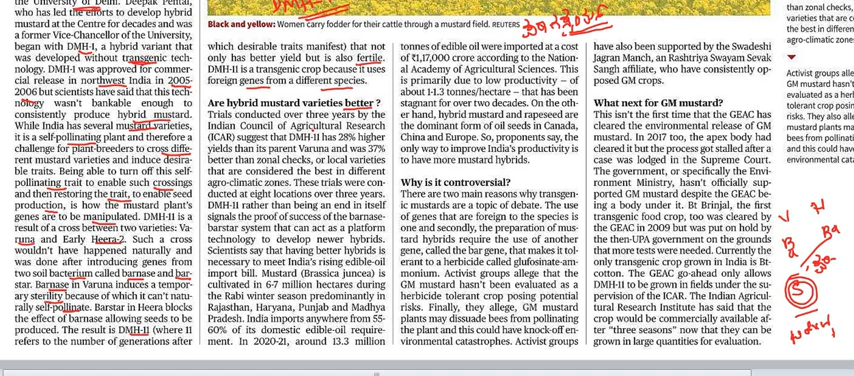 the University of Delhi. Deepak Pental,
who has led the efforts to develop hybrid
mustard at the Centre for decades and was
a former Vice-Chancellor of the University,
began with DMH-1, a hybrid variant that
was developed without transgenic tech-
nology. DMH-1 was approved for commer-
cial release in northwest India in 2005-
2006 but scientists have said that this tech-
nology wasn't bankable enough to
consistently produce hybrid mustard.
While India has several mustard varieties,
it is a self-pollinating plant and therefore a
challenge for plant-breeders to cross diffe-
rent mustard varieties and induce desira-
ble traits. Being able to turn off this self-
pollinating trait to enable such crossings
and then restoring the trait, to enable seed
production, is how the mustard plant's
genes are to be manipulated. DMH-11 is a
result of a cross between two varieties: Va-
runa and Early Heera-2. Such a cross
wouldn't have happened naturally and
was done after introducing genes from
two soil bacterium called barnase and bar-
star. Barnase in Varuna induces a tempor-
ary sterility because of which it can't natu-
rally self-pollinate. Barstar in Heera blocks
the effect of barnase allowing seeds to be
produced. The result is DMH-11 (where 11
refers to the number of generations after
Black and yellow: Women carry fodder for their cattle through a mustard field. REUTERS
which desirable traits manifest) that not
only has better yield but is also fertile.
DMH-11 is a transgenic crop because it uses
foreign genes from a different species.
Are hybrid mustard varieties better ?
Trials conducted over three years by the
Indian Council of Agricultural Research
(ICAR) suggest that DMH-11 has 28% higher
yields than its parent Varuna and was 37%
better than zonal checks, or local varieties
that are considered the best in different
agro-climatic zones. These trials were con-
ducted at eight locations over three years.
DMH-11 rather than being an end in itself
signals the proof of success of the barnase-
barstar system that can act as a platform
technology to develop newer hybrids.
Scientists say that having better hybrids is
necessary to meet India's rising edible-oil
import bill. Mustard (Brassica juncea) is
cultivated in 6-7 million hectares during
the Rabi winter season predominantly in
Rajasthan, Haryana, Punjab and Madhya
Pradesh. India imports anywhere from 55-
60% of its domestic edible-oil require-
ment. In 2020-21, around 13.3 million
tonnes of edible oil were imported at a cost
of ₹1,17,000 crore according to the Nation-
al Academy of Agricultural Sciences. This
is primarily due to low productivity – of
about 1-1.3 tonnes/hectare – that has been
stagnant for over two decades. On the oth-
er hand, hybrid mustard and rapeseed are
the dominant form of oil seeds in Canada,
China and Europe. So, proponents say, the
only way to improve India's productivity is
to have more mustard hybrids.
Why is it controversial?
There are two main reasons why transgen-
ic mustards are a topic of debate. The use
of genes that are foreign to the species is
one and secondly, the preparation of mus-
tard hybrids require the use of another
gene, called the bar gene, that makes it tol-
erant to a herbicide called glufosinate-am-
monium. Activist groups allege that the
GM mustard hasn't been evaluated as a
herbicide tolerant crop posing potential
risks. Finally, they allege, GM mustard
plants may dissuade bees from pollinating
the plant and this could have knock-off en-
vironmental catastrophes. Activist groups
have also been supported by the Swadeshi
Jagran Manch, an Rashtriya Swayam Sevak
Sangh affiliate, who have consistently op-
posed GM crops.
What next for GM mustard?
This isn't the first time that the GEAC has
cleared the environmental release of GM
mustard. In 2017 too, the apex body had
cleared it but the process got stalled after a
case was lodged in the Supreme Court.
The government, or specifically the Envi-
ronment Ministry, hasn't officially sup-
ported GM mustard despite the GEAC be-
ing a body under it. Bt Brinjal, the first
transgenic food crop, too was cleared by
the GEAC in 2009 but was put on hold by
the then-UPA government on the grounds
that more tests were needed. Currently the
only transgenic crop grown in India is Bt-
cotton. The GEAC go-ahead only allows
DMH-11 to be grown in fields under the su-
pervision of the ICAR. The Indian Agricul-
tural Research Institute has said that the
crop would be commercially available af-
ter "three seasons" now that they can be
grown in large quantities for evaluation.
than zonal checks,
varieties that are c
the best in differen
agro-climatic zones
Activist groups alle
GM mustard hasn't
evaluated as a her
tolerant crop posin
risks. They also alle
mustard plants ma
bees from pollinati
and this could have
environmental cata